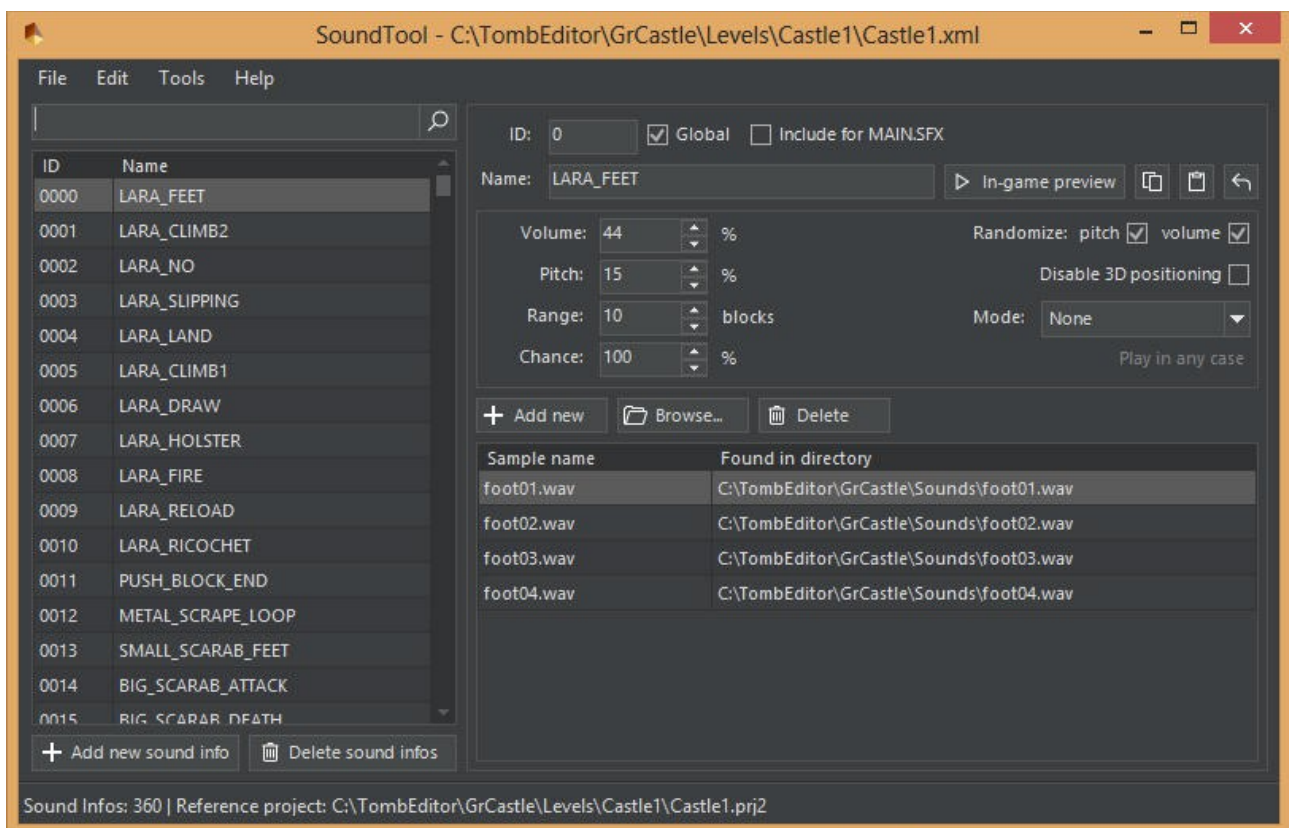 SoundTool - C:\TombEditor\GrCastle\Levels\Castle1\Castle1.xml
File Edit Tools Help
ID Name
0000 LARA_FEET
0001 LARA_CLIMB2
0002 LARA_NO
0003 LARA_SLIPPING
0004 LARA_LAND
0005 LARA_CLIMB1
0006 LARA_DRAW
0007 LARA_HOLSTER
0008 LARA_FIRE
0009 LARA_RELOAD
0010 LARA_RICOCHET
0011 PUSH_BLOCK_END
0012 METAL_SCRAPE_LOOP
0013 SMALL_SCARAB_FEET
0014 BIG_SCARAB_ATTACK
0015 BIG_SCARAB_DEATH
Add new sound info Delete sound infos
ID: 0 Global Include for MAIN.SFX
Name: LARA_FEET In-game preview
Volume: 44 % Randomize: pitch volume
Pitch: 15 % Disable 3D positioning
Range: 10 blocks Mode: None
Chance: 100 % Play in any case
Add new Browse... Delete
Sample name Found in directory
foot01.wav C:\TombEditor\GrCastle\Sounds\foot01.wav
foot02.wav C:\TombEditor\GrCastle\Sounds\foot02.wav
foot03.wav C:\TombEditor\GrCastle\Sounds\foot03.wav
foot04.wav C:\TombEditor\GrCastle\Sounds\foot04.wav
Sound Infos: 360 | Reference project: C:\TombEditor\GrCastle\Levels\Castle1\Castle1.prj2